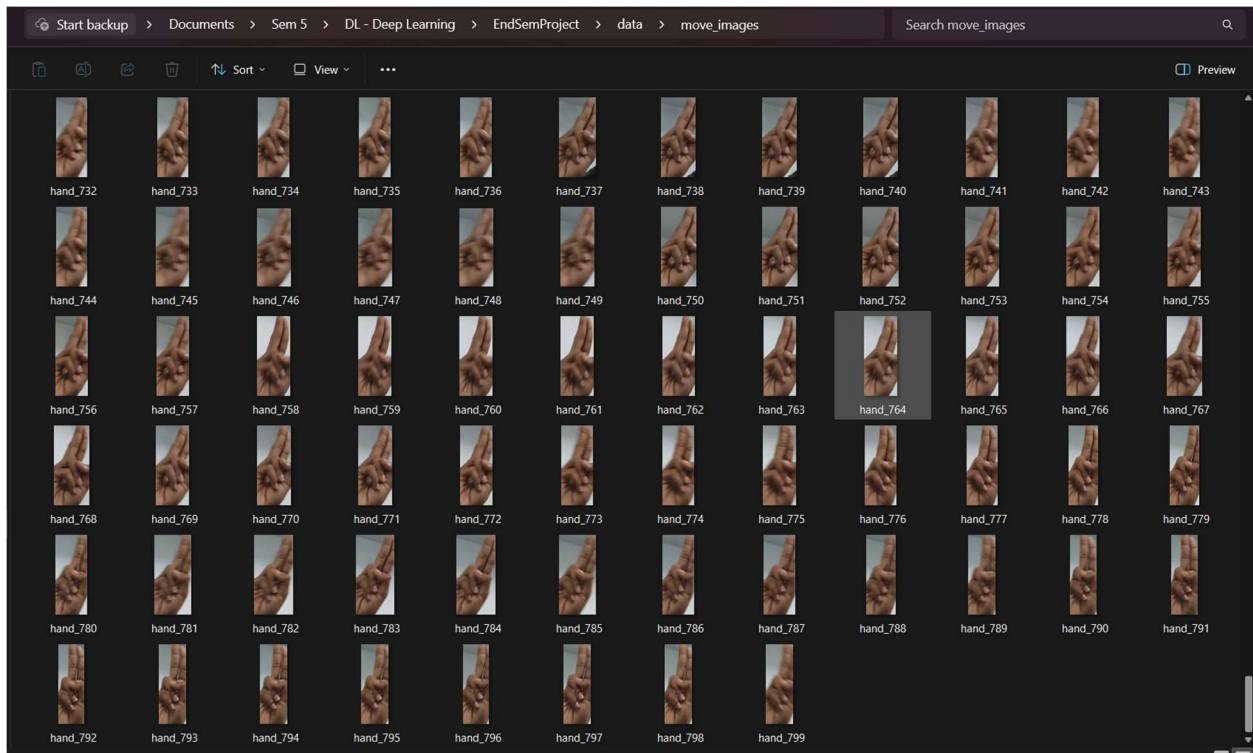 Start backup > Documents > Sem 5 > DL - Deep Learning > EndSemProject > data > move_images
Search move_images
Sort View ••• Preview
hand_732 hand_733 hand_734 hand_735 hand_736 hand_737 hand_738 hand_739 hand_740 hand_741 hand_742 hand_743
hand_744 hand_745 hand_746 hand_747 hand_748 hand_749 hand_750 hand_751 hand_752 hand_753 hand_754 hand_755
hand_756 hand_757 hand_758 hand_759 hand_760 hand_761 hand_762 hand_763 hand_764 hand_765 hand_766 hand_767
hand_768 hand_769 hand_770 hand_771 hand_772 hand_773 hand_774 hand_775 hand_776 hand_777 hand_778 hand_779
hand_780 hand_781 hand_782 hand_783 hand_784 hand_785 hand_786 hand_787 hand_788 hand_789 hand_790 hand_791
hand_792 hand_793 hand_794 hand_795 hand_796 hand_797 hand_798 hand_799